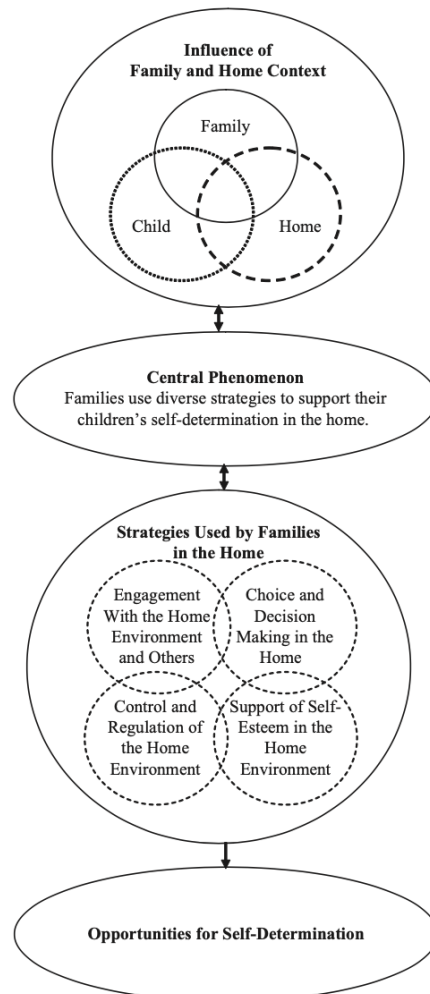 Influence of
Family and Home Context
Family
Child
Home
Central Phenomenon
Families use diverse strategies to support their
children's self-determination in the home.
Strategies Used by Families
in the Home
Engagement
With the Home
Environment
and Others
Choice and
Decision
Making in the
Home
Control and
Regulation of
the Home
Environment
Support of Self-
Esteem in the
Home
Environment
Opportunities for Self-Determination